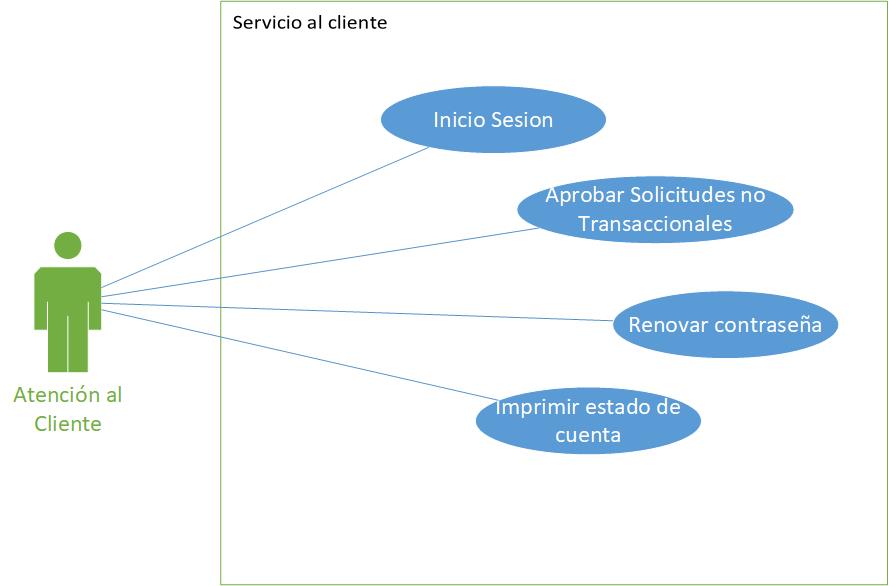 Servicio al cliente
Inicio Sesion
Aprobar Solicitudes no
Transaccionales
Renovar contraseña
Imprimir estado de
cuenta
Atención al
Cliente